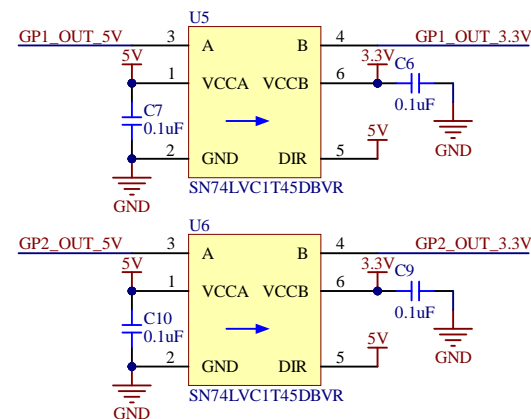 U5
GP1_OUT_5V 3 A B 4 GP1_OUT_3.3V
5V 3.3V C6
1 VCCA VCCB 6
C7 0.1uF
0.1uF 5V
2 GND DIR 5 GND
SN74LVC1T45DBVR
GND
U6
GP2_OUT_5V 3 A B 4 GP2_OUT_3.3V
5V 3.3V C9
1 VCCA VCCB 6
C10 0.1uF
0.1uF 5V
2 GND DIR 5 GND
SN74LVC1T45DBVR
GND